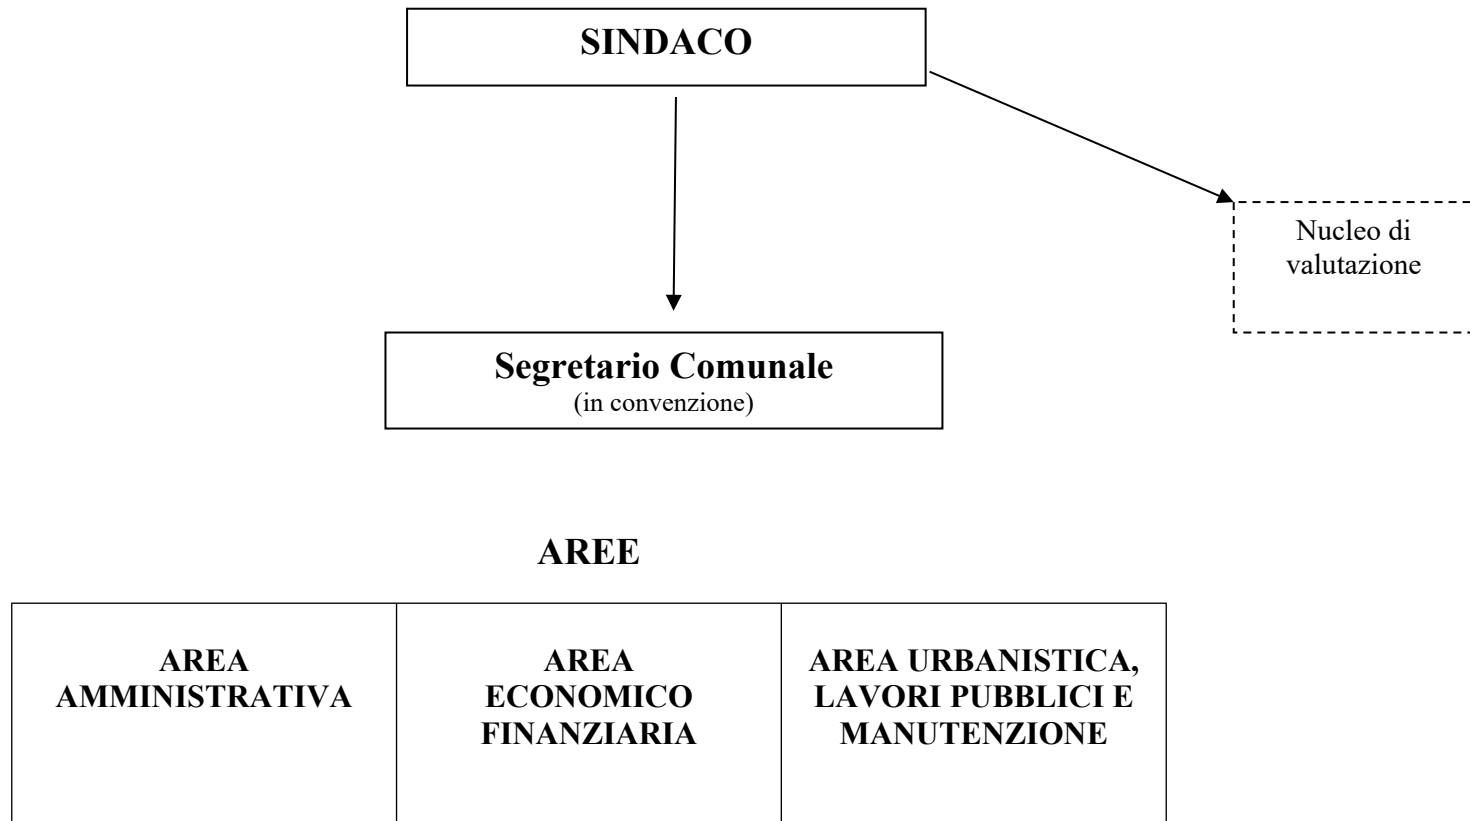 SINDACO
Nucleo di
valutazione
Segretario Comunale
(in convenzione)
AREE
AREA
AMMINISTRATIVA
AREA
ECONOMICO
FINANZIARIA
AREA URBANISTICA,
LAVORI PUBBLICI E
MANUTENZIONE